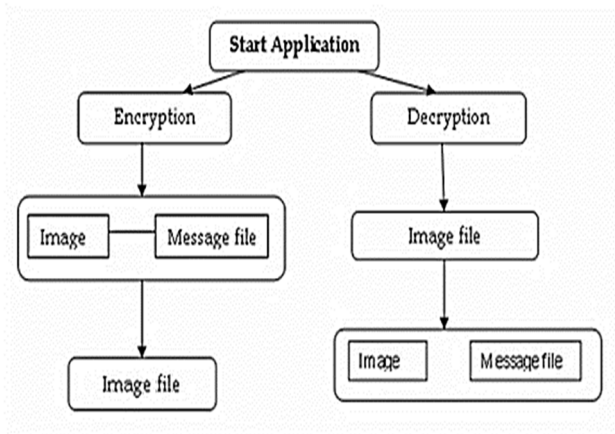 Start Application
Encryption
Decryption
Image
Message file
Image file
Image file
Image
Message file